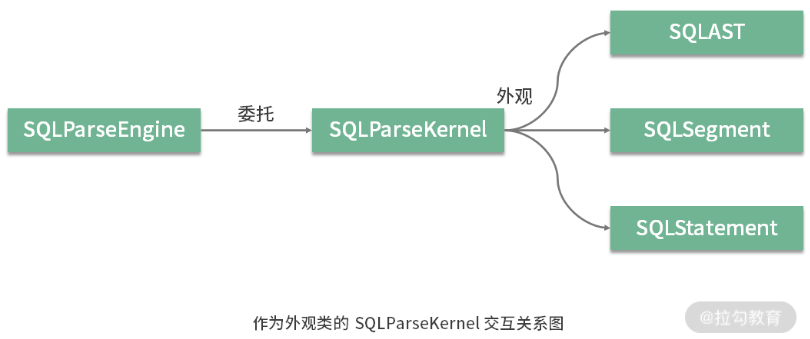 SQLAST
外观
委托
SQLParseEngine
SQLParseKernel
SQLSegment
SQLStatement
作为外观类的 SQLParseKernel 交互关系图
@拉勾教育